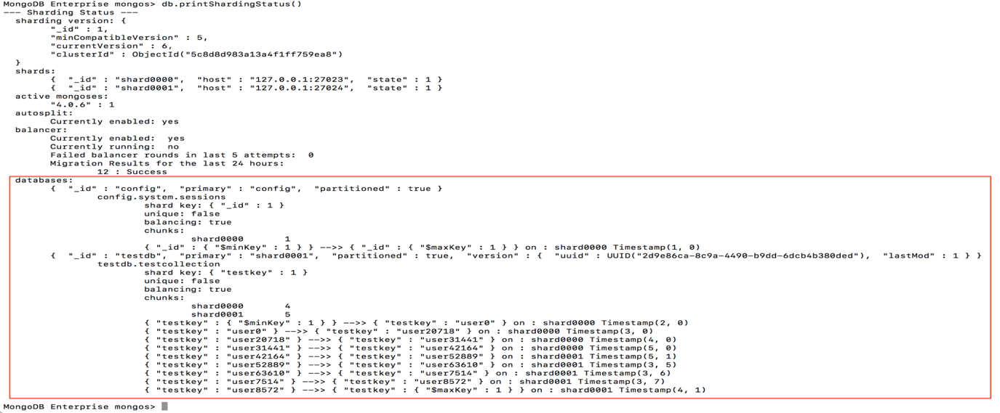 MongoDB Enterprise mongos> db.printShardingStatus()
--- Sharding Status ---
  sharding version: {
        "_id" : 1,
        "minCompatibleVersion" : 5,
        "currentVersion" : 6,
        "clusterId" : ObjectId("5c8d8d983a13a4f1ff759ea8")
  }
  shards:
        {  "_id" : "shard0000",  "host" : "127.0.0.1:27023",  "state" : 1 }
        {  "_id" : "shard0001",  "host" : "127.0.0.1:27024",  "state" : 1 }
  active mongoses:
        "4.0.6" : 1
  autosplit:
        Currently enabled: yes
  balancer:
        Currently enabled:  yes
        Currently running:  no
        Failed balancer rounds in last 5 attempts:  0
        Migration Results for the last 24 hours:
                12 : Success
  databases:
        {  "_id" : "config",  "primary" : "config",  "partitioned" : true }
                config.system.sessions
                        shard key: { "_id" : 1 }
                        unique: false
                        balancing: true
                        chunks:
                                shard0000       1
                        { "_id" : { "$minKey" : 1 } } -->> { "_id" : { "$maxKey" : 1 } } on : shard0000 Timestamp(1, 0)
        {  "_id" : "testdb",  "primary" : "shard0001",  "partitioned" : true,  "version" : {  "uuid" : UUID("2d9e86ca-8c9a-4490-b9dd-6dcb4b380ded"),  "lastMod" : 1 } }
                testdb.testcollection
                        shard key: { "testkey" : 1 }
                        unique: false
                        balancing: true
                        chunks:
                                shard0000       4
                                shard0001       5
                        { "testkey" : { "$minKey" : 1 } } -->> { "testkey" : "user0" } on : shard0000 Timestamp(2, 0)
                        { "testkey" : "user0" } -->> { "testkey" : "user20718" } on : shard0000 Timestamp(3, 0)
                        { "testkey" : "user20718" } -->> { "testkey" : "user31441" } on : shard0000 Timestamp(4, 0)
                        { "testkey" : "user31441" } -->> { "testkey" : "user42164" } on : shard0000 Timestamp(5, 0)
                        { "testkey" : "user42164" } -->> { "testkey" : "user52889" } on : shard0001 Timestamp(5, 1)
                        { "testkey" : "user52889" } -->> { "testkey" : "user63610" } on : shard0001 Timestamp(3, 5)
                        { "testkey" : "user63610" } -->> { "testkey" : "user7514" } on : shard0001 Timestamp(3, 6)
                        { "testkey" : "user7514" } -->> { "testkey" : "user8572" } on : shard0001 Timestamp(3, 7)
                        { "testkey" : "user8572" } -->> { "testkey" : { "$maxKey" : 1 } } on : shard0001 Timestamp(4, 1)
MongoDB Enterprise mongos>